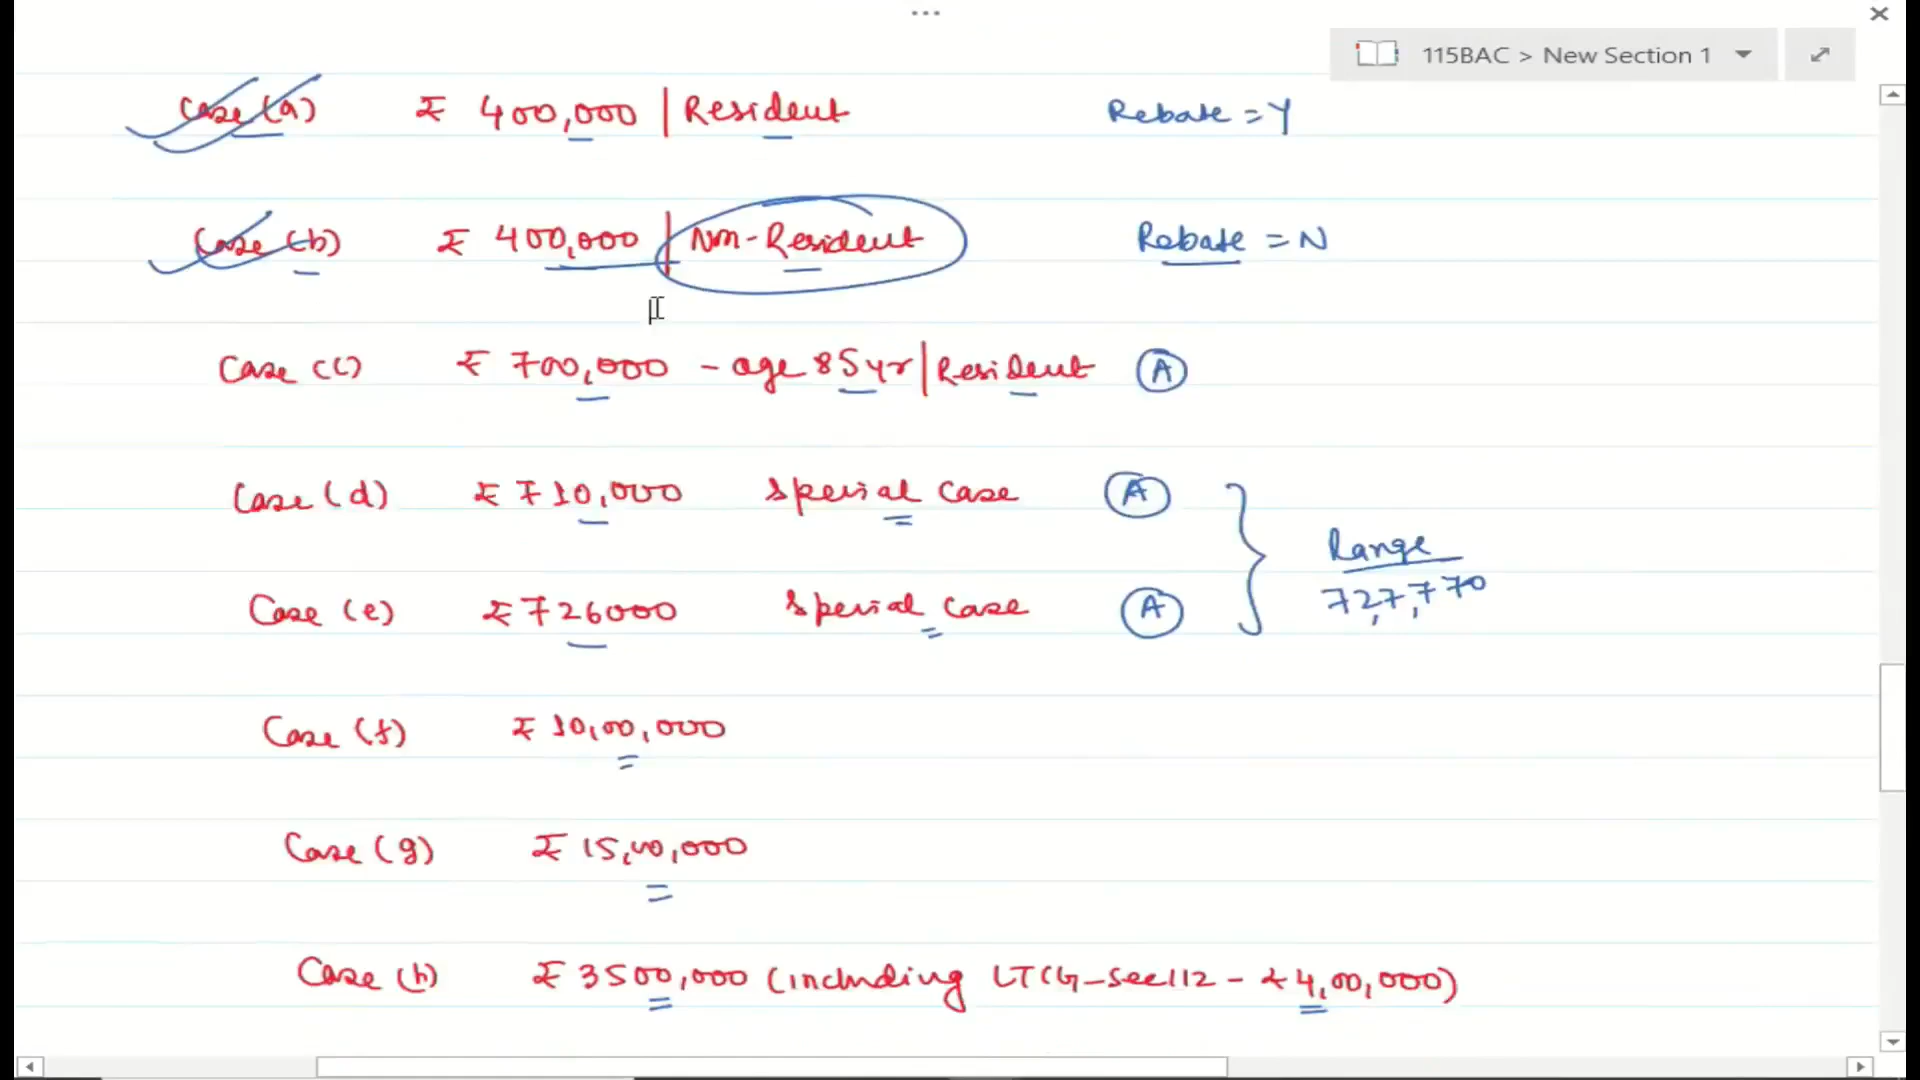 ...
115BAC > New Section 1
Case (a) ₹ 400,000 | Resident Rebate = Y
Case (b) ₹ 400,000 | Non-Resident Rebate = N
Case (c) ₹ 700,000 - age 85 yr | Resident A
Case (d) ₹ 710,000 Special Case A
Case (e) ₹ 726000 Special Case A
Range
727,770
Case (f) ₹ 10,00,000
Case (g) ₹ 15,00,000
Case (h) ₹ 3500,000 (including LTCG-Sec112 - ₹ 4,00,000)